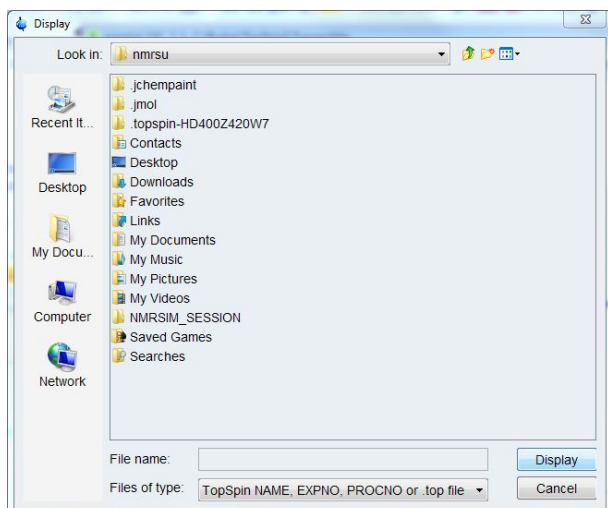 Display
Look in: nmrsu
Recent It...
Desktop
My Docu...
Computer
Network
.jchempaint
.jmol
.topspin-HD400Z420W7
Contacts
Desktop
Downloads
Favorites
Links
My Documents
My Music
My Pictures
My Videos
NMRSIM_SESSION
Saved Games
Searches
File name: Display
Files of type: TopSpin NAME, EXPNO, PROCNO or .top file Cancel